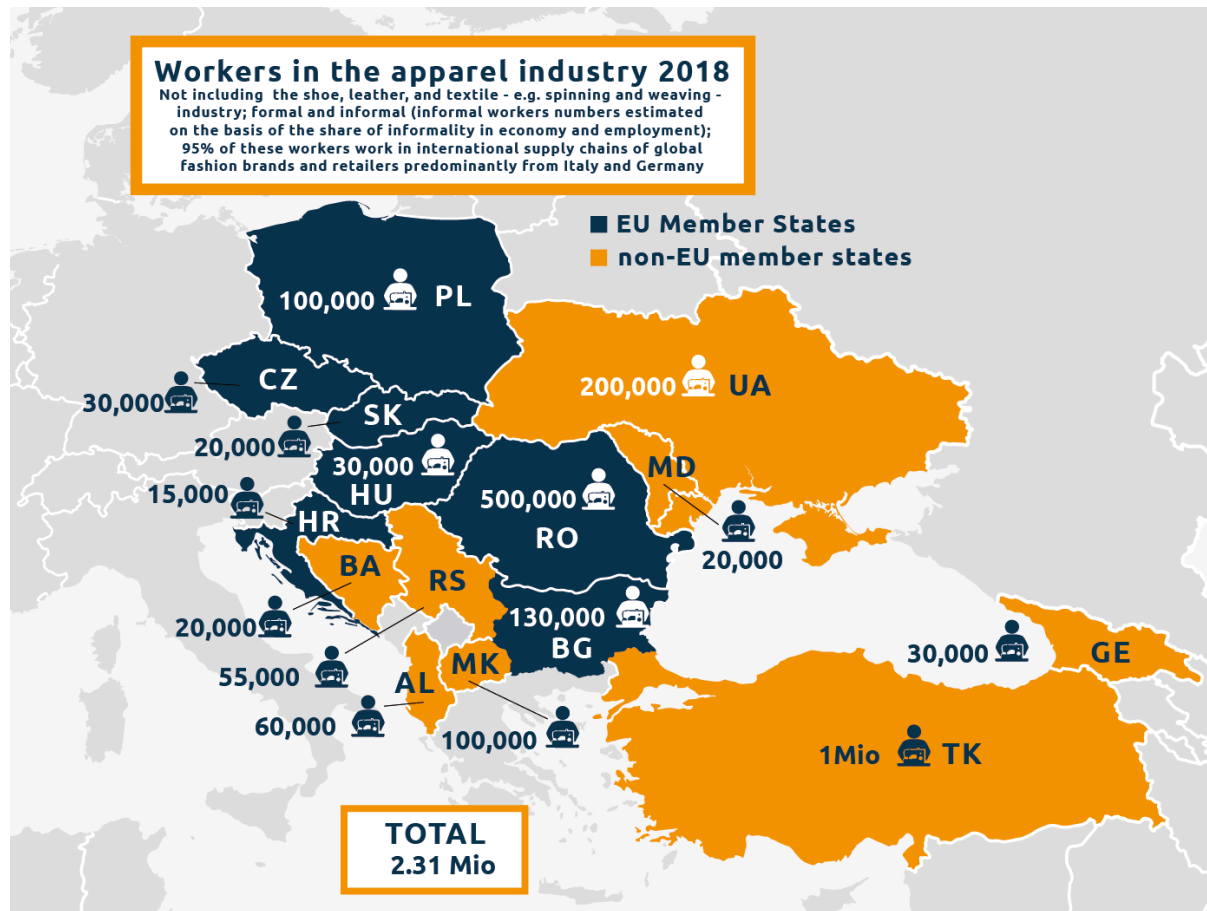 Workers in the apparel industry 2018
Not including the shoe, leather, and textile - e.g. spinning and weaving -
industry; formal and informal (informal workers numbers estimated
on the basis of the share of informality in economy and employment);
95% of these workers work in international supply chains of global
fashion brands and retailers predominantly from Italy and Germany
EU Member States
non-EU member states
100,000 PL
CZ
30,000
200,000 UA
SK
20,000
30,000
HU
MD
15,000
500,000
HR
RO
20,000
BA
RS
130,000
BG
20,000
30,000
GE
55,000
MK
AL
60,000
100,000
1Mio TK
TOTAL
2.31 Mio